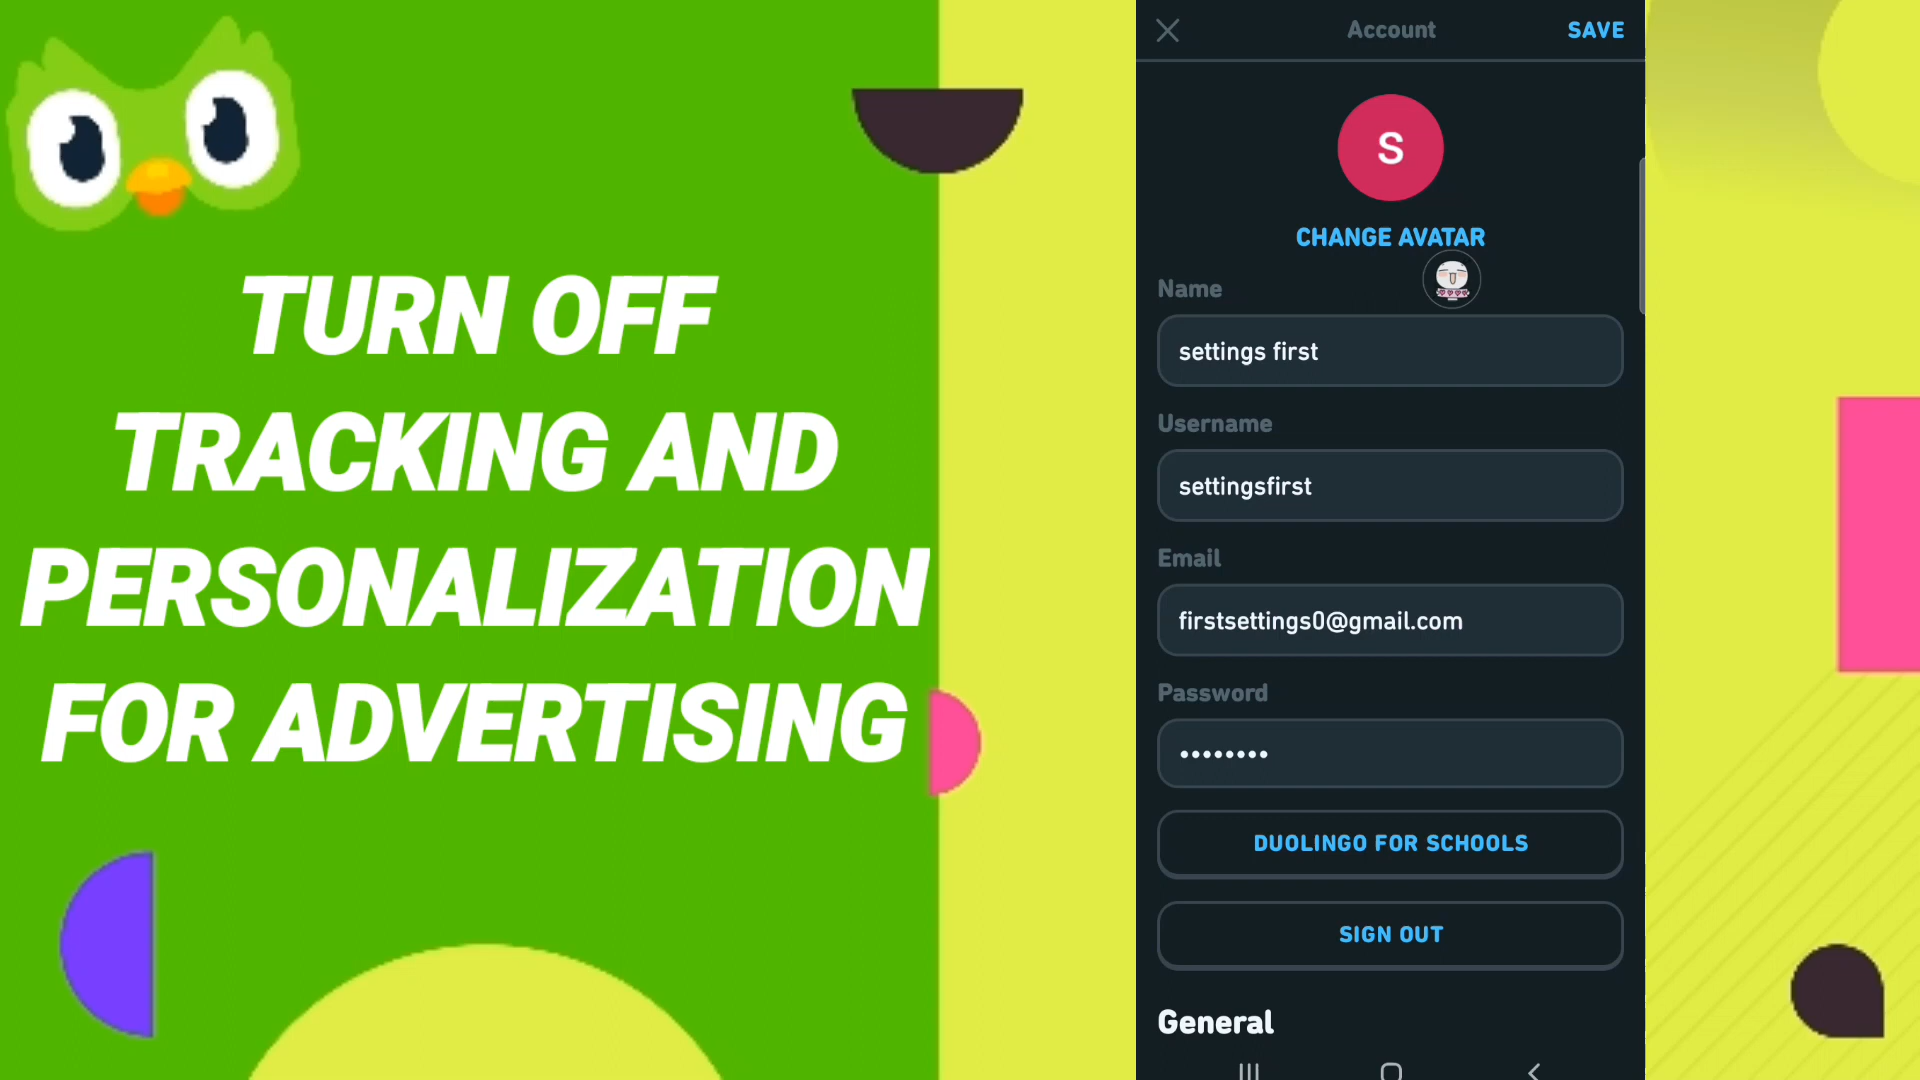 TURN OFF
TRACKING AND
PERSONALIZATION
FOR ADVERTISING
Account
SAVE
S
CHANGE AVATAR
Name
settings first
Username
settingsfirst
Email
firstsettings0@gmail.com
Password
••••••••
DUOLINGO FOR SCHOOLS
SIGN OUT
General